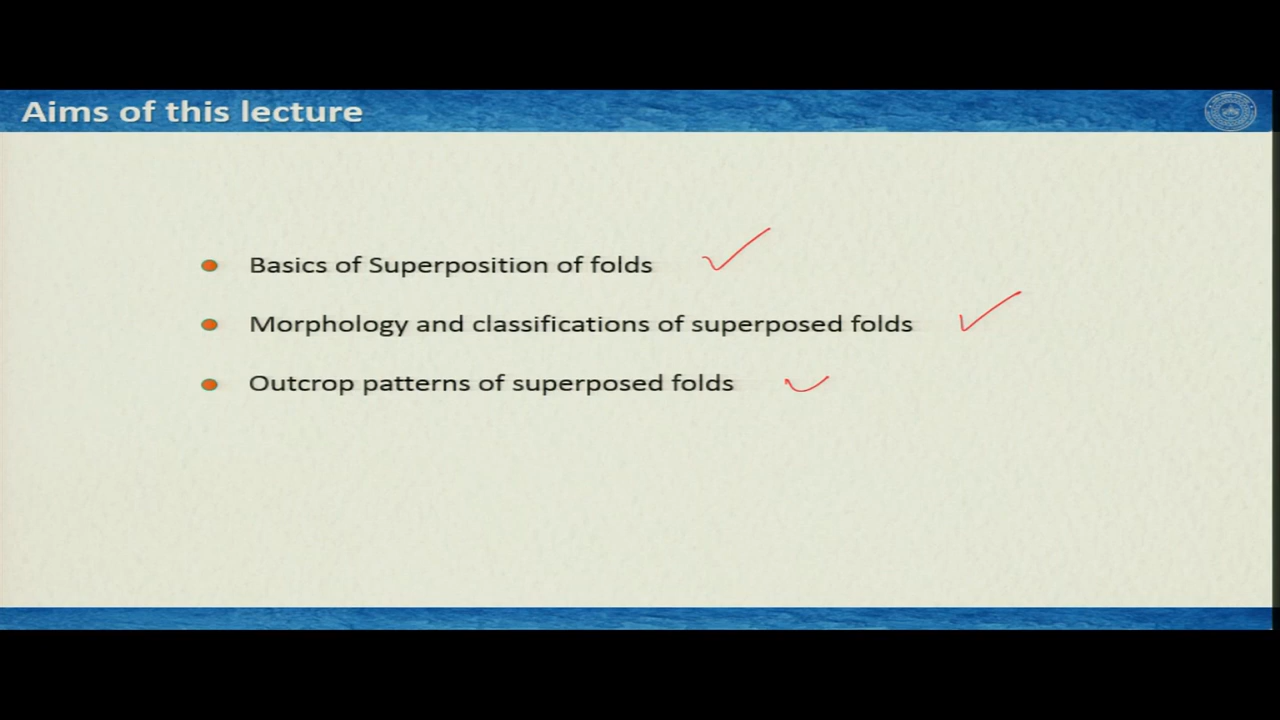 Aims of this lecture
Basics of Superposition of folds
Morphology and classifications of superposed folds
Outcrop patterns of superposed folds